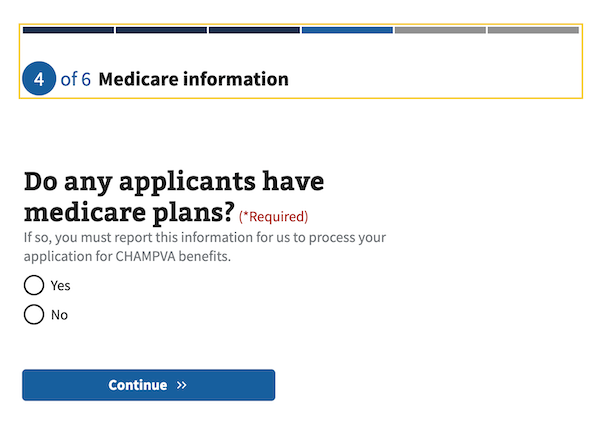 4 of 6 Medicare information
Do any applicants have
medicare plans? (*Required)
If so, you must report this information for us to process your
application for CHAMPVA benefits.
Yes
No
Continue »